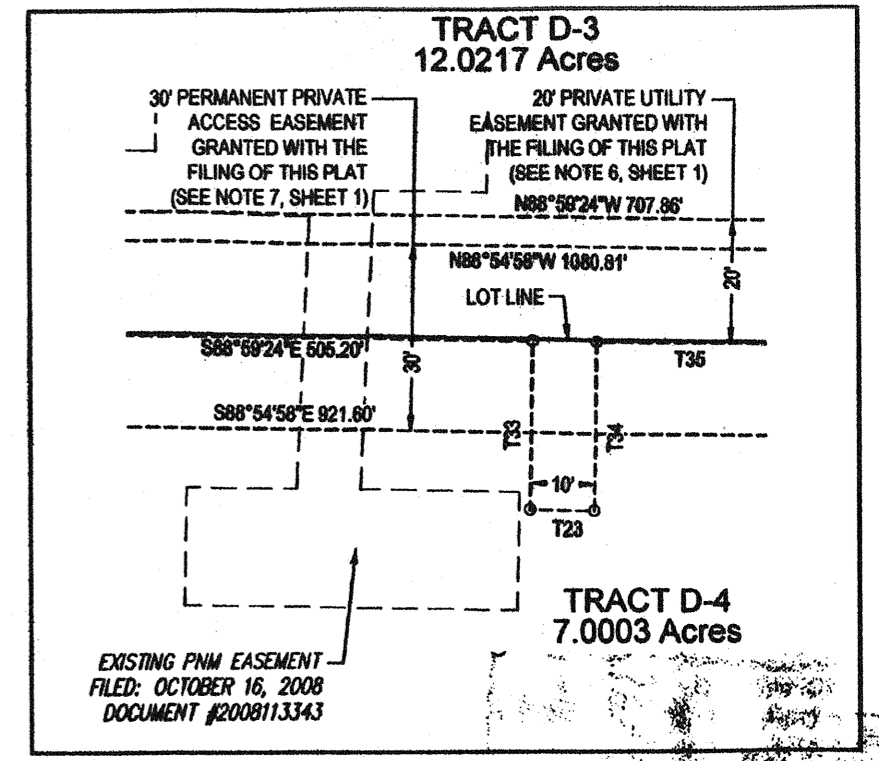 TRACT D-3
12.0217 Acres
30' PERMANENT PRIVATE
ACCESS EASEMENT
GRANTED WITH THE
FILING OF THIS PLAT
(SEE NOTE 7, SHEET 1)
20' PRIVATE UTILITY
EASEMENT GRANTED WITH
THE FILING OF THIS PLAT
(SEE NOTE 6, SHEET 1)
N88°59'24"W 707.86'
N88°54'58"W 1080.81'
20'
LOT LINE
S88°59'24"E 505.20'
30'
T35
S88°54'58"E 921.60'
T33
T34
10'
T23
TRACT D-4
7.0003 Acres
EXISTING PNM EASEMENT
FILED: OCTOBER 16, 2008
DOCUMENT #2008113343